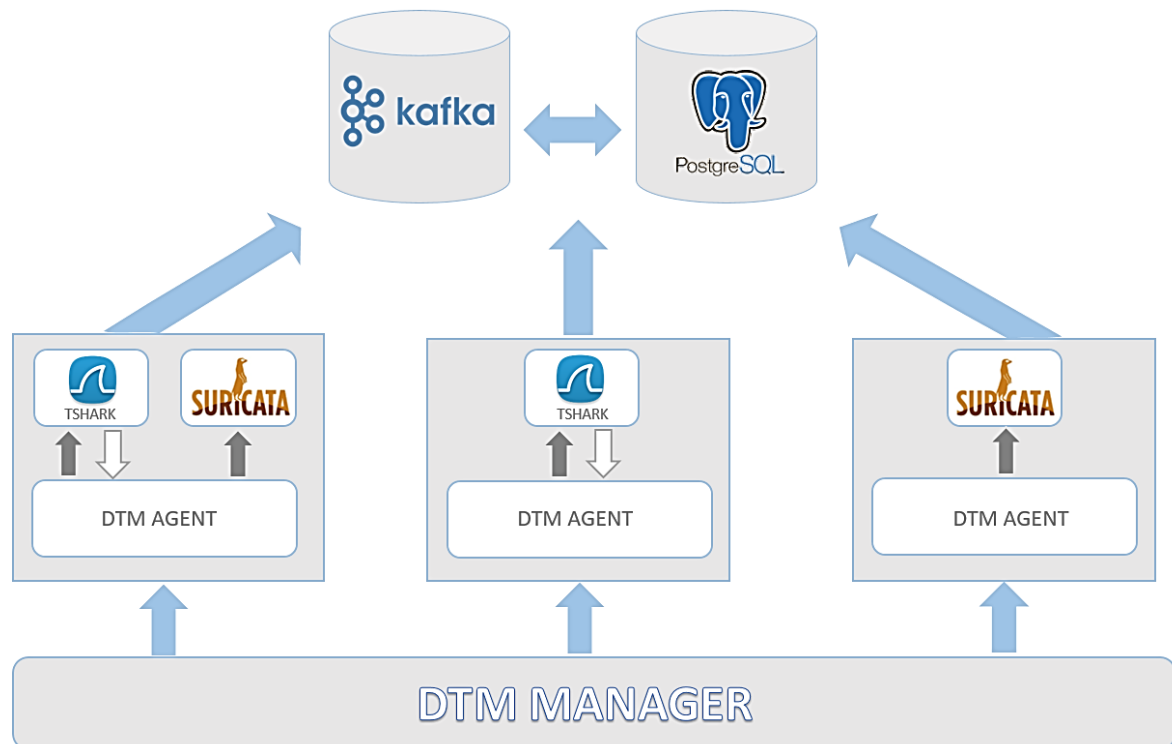 kafka
PostgreSQL
TSHARK
SURICATA
DTM AGENT
TSHARK
DTM AGENT
SURICATA
DTM AGENT
DTM MANAGER